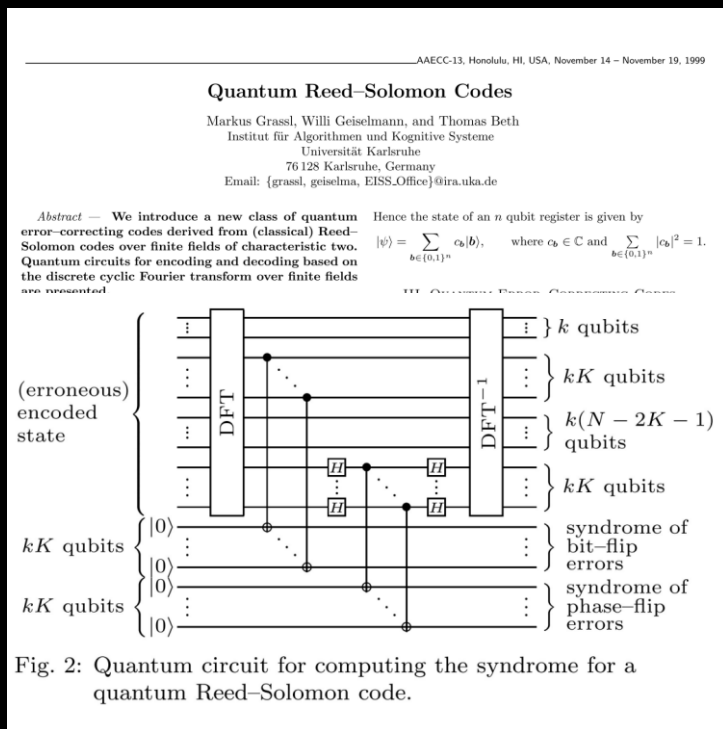 AAECC-13, Honolulu, HI, USA, November 14 – November 19, 1999
Quantum Reed–Solomon Codes
Markus Grassl, Willi Geiselmann, and Thomas Beth
Institut für Algorithmen und Kognitive Systeme
Universität Karlsruhe
76 128 Karlsruhe, Germany
Email: {grassl, geiselma, EISS_Office}@ira.uka.de
Abstract — We introduce a new class of quantum
error–correcting codes derived from (classical) Reed–
Solomon codes over finite fields of characteristic two.
Quantum circuits for encoding and decoding based on
the discrete cyclic Fourier transform over finite fields
are presented
Hence the state of an n qubit register is given by
|ψ⟩ = ∑ c_b|b⟩, where c_b ∈ ℂ and ∑ |c_b|² = 1.
b∈{0,1}ⁿ b∈{0,1}ⁿ
III. Quantum Error–Correcting Codes
(erroneous)
encoded
state
DFT
DFT⁻¹
H
H
H
H
k qubits
kK qubits
k(N − 2K − 1)
qubits
kK qubits
kK qubits
|0⟩
|0⟩
syndrome of
bit–flip
errors
kK qubits
|0⟩
|0⟩
syndrome of
phase–flip
errors
Fig. 2: Quantum circuit for computing the syndrome for a
quantum Reed–Solomon code.